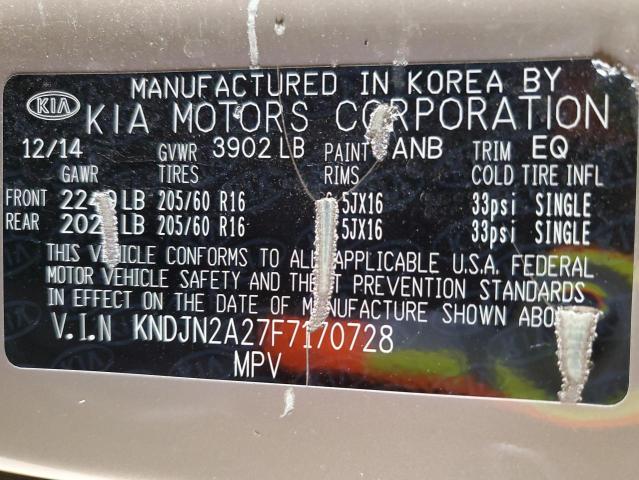 MANUFACTURED IN KOREA BY
KIA KIA MOTORS CORPORATION
12/14 GVWR 3902 LB PAINT ANB TRIM EQ
GAWR TIRES RIMS COLD TIRE INFL
FRONT LB 205/60 R16 5JX16 33psi SINGLE
REAR LB 205/60 R16 5JX16 33psi SINGLE
THIS VEHICLE CONFORMS TO ALL APPLICABLE U.S.A. FEDERAL
MOTOR VEHICLE SAFETY AND THEFT PREVENTION STANDARDS
IN EFFECT ON THE DATE OF MANUFACTURE SHOWN ABOVE
V.I.N KNDJN2A27F7170728
MPV